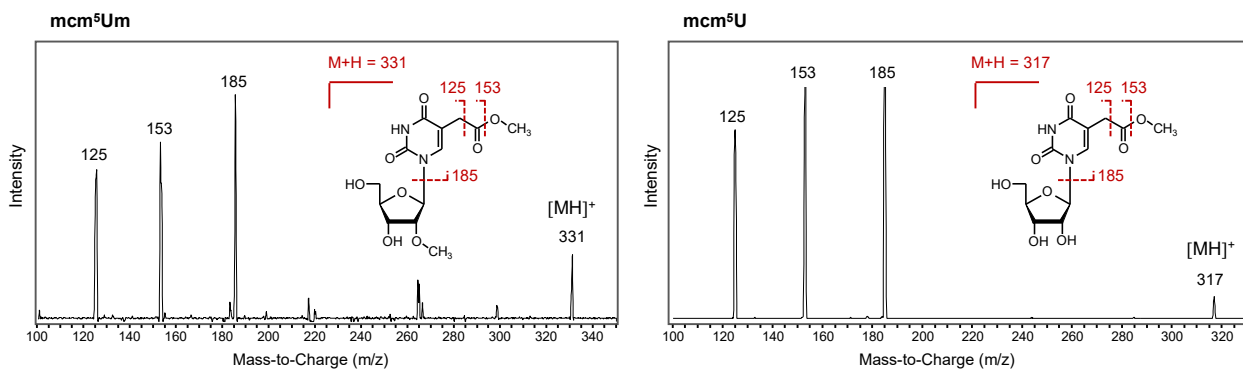 mcm⁵Um
M+H = 331
185
125 153
153
125
O
O
NH
O
CH₃
O
O
N
i 185
HO
O
[MH]⁺
OH
O
CH₃
331
Intensity
100 120 140 160 180 200 220 240 260 280 300 320 340
Mass-to-Charge (m/z)
mcm⁵U
M+H = 317
153 185
125 153
125
O
O
NH
O
CH₃
O
O
N
i 185
HO
O
OH
OH
[MH]⁺
317
Intensity
100 120 140 160 180 200 220 240 260 280 300 320
Mass-to-Charge (m/z)